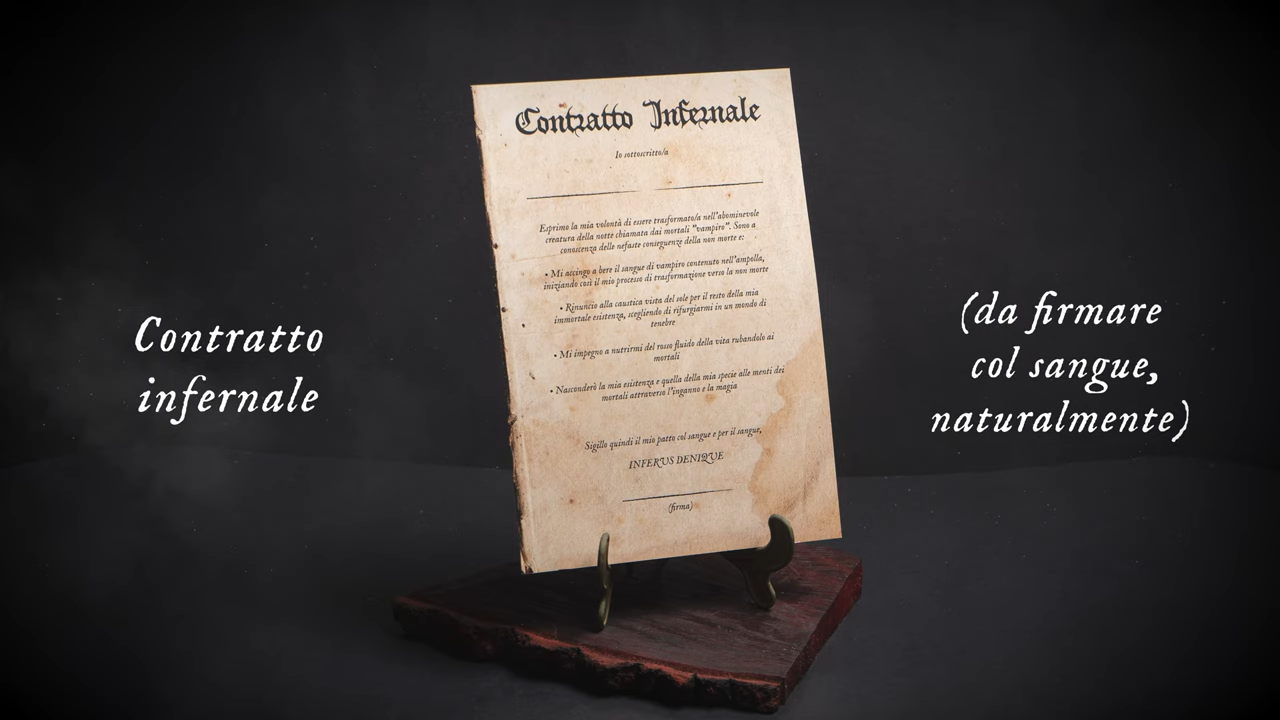 Contratto
infernale
Contratto Infernale
Io sottoscritto/a
Esprimo la mia volontà di essere trasformato/a nell'abominevole
creatura della notte chiamata dai mortali "vampiro". Sono a
conoscenza delle nefaste conseguenze della non morte e:
• Mi accingo a bere il sangue di vampiro contenuto nell'ampolla,
iniziando così il mio processo di trasformazione verso la non morte
• Rinuncio alla caustica vista del sole per il resto della mia
immortale esistenza, scegliendo di rifugiarmi in un mondo di
tenebre
• Mi impegno a nutrirmi del rosso fluido della vita rubandolo ai
mortali
• Nasconderò la mia esistenza e quella della mia specie alle menti dei
mortali attraverso l'inganno e la magia
Sigillo quindi il mio patto col sangue e per il sangue,
INFERUS DENIQUE
(firma)
(da firmare
col sangue,
naturalmente)